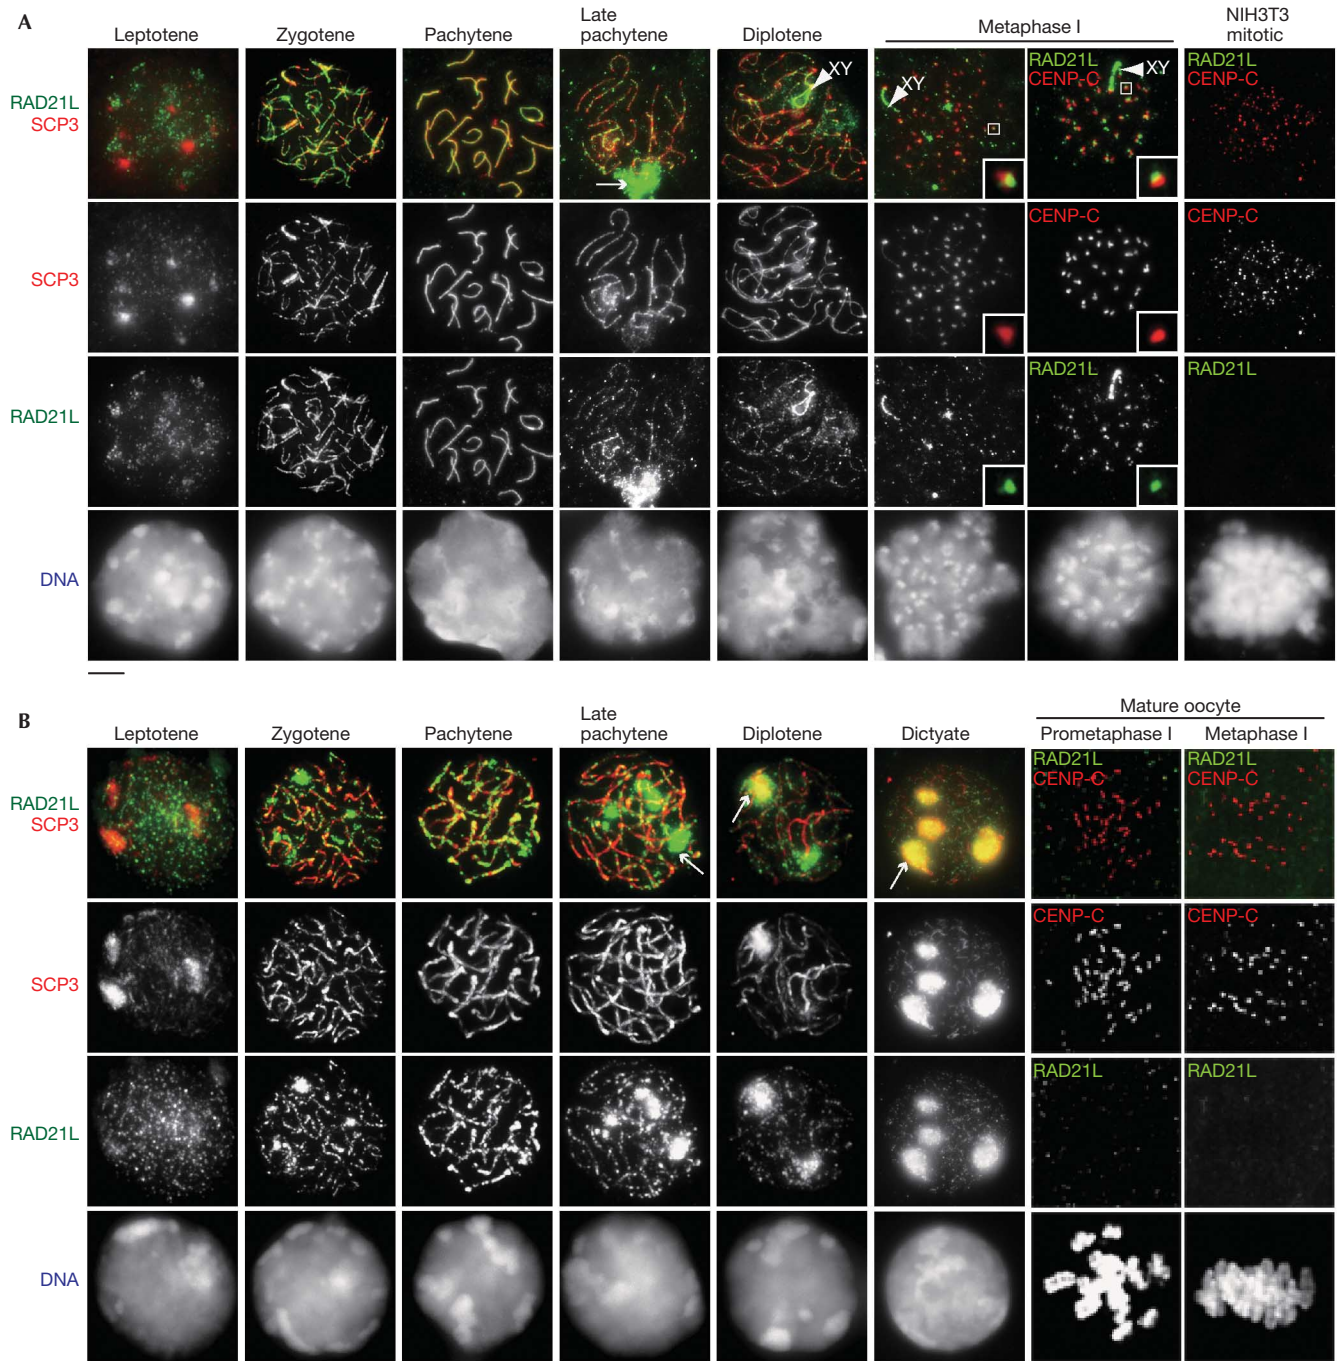 A
Leptotene
Zygotene
Pachytene
Late
pachytene
Diplotene
Metaphase I
NIH3T3
mitotic
RAD21L
SCP3
XY
XY
RAD21L
CENP-C
XY
RAD21L
CENP-C
SCP3
CENP-C
CENP-C
RAD21L
RAD21L
RAD21L
DNA
B
Leptotene
Zygotene
Pachytene
Late
pachytene
Diplotene
Dictyate
Mature oocyte
Prometaphase I
Metaphase I
RAD21L
SCP3
RAD21L
CENP-C
RAD21L
CENP-C
SCP3
CENP-C
CENP-C
RAD21L
RAD21L
RAD21L
DNA